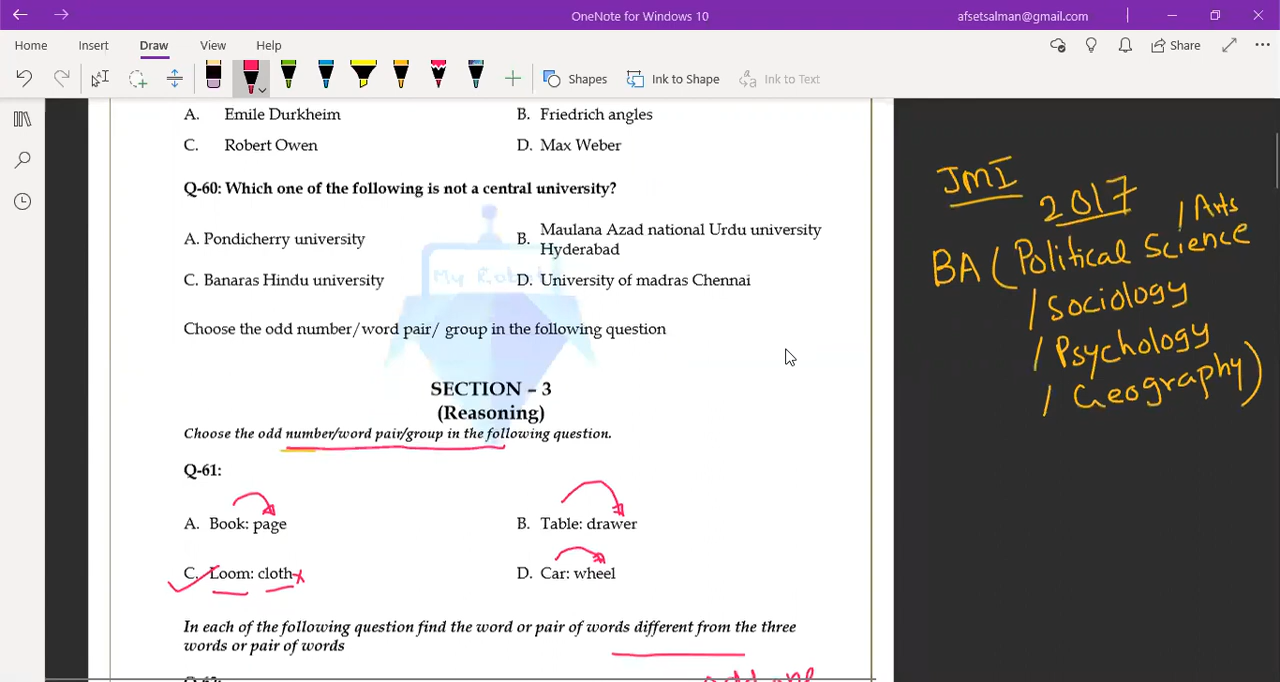 OneNote for Windows 10
afsetsalman@gmail.com
Home Insert Draw View Help
Share
Shapes Ink to Shape Ink to Text
A. Emile Durkheim B. Friedrich angles
C. Robert Owen D. Max Weber
Q-60: Which one of the following is not a central university?
A. Pondicherry university B. Maulana Azad national Urdu university
Hyderabad
C. Banaras Hindu university D. University of madras Chennai
Choose the odd number/word pair/ group in the following question
SECTION – 3
(Reasoning)
Choose the odd number/word pair/group in the following question.
Q-61:
A. Book: page B. Table: drawer
C. Loom: cloth D. Car: wheel
In each of the following question find the word or pair of words different from the three
words or pair of words
odd one
My Robot
JMI
2017
BA ( Political Science / Arts
/ Sociology
/ Psychology
/ Geography)